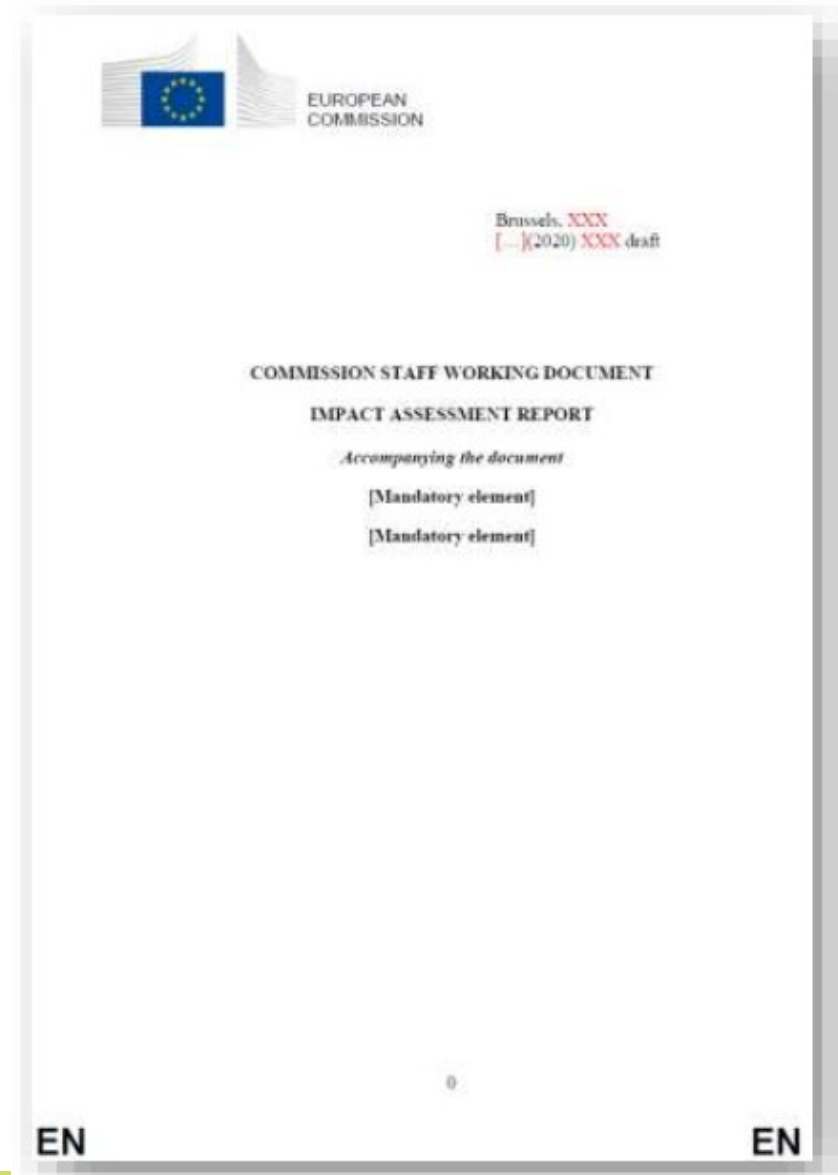 EUROPEAN
COMMISSION
Brussels, XXX
[…](2020) XXX draft
COMMISSION STAFF WORKING DOCUMENT
IMPACT ASSESSMENT REPORT
Accompanying the document
[Mandatory element]
[Mandatory element]
0
EN EN